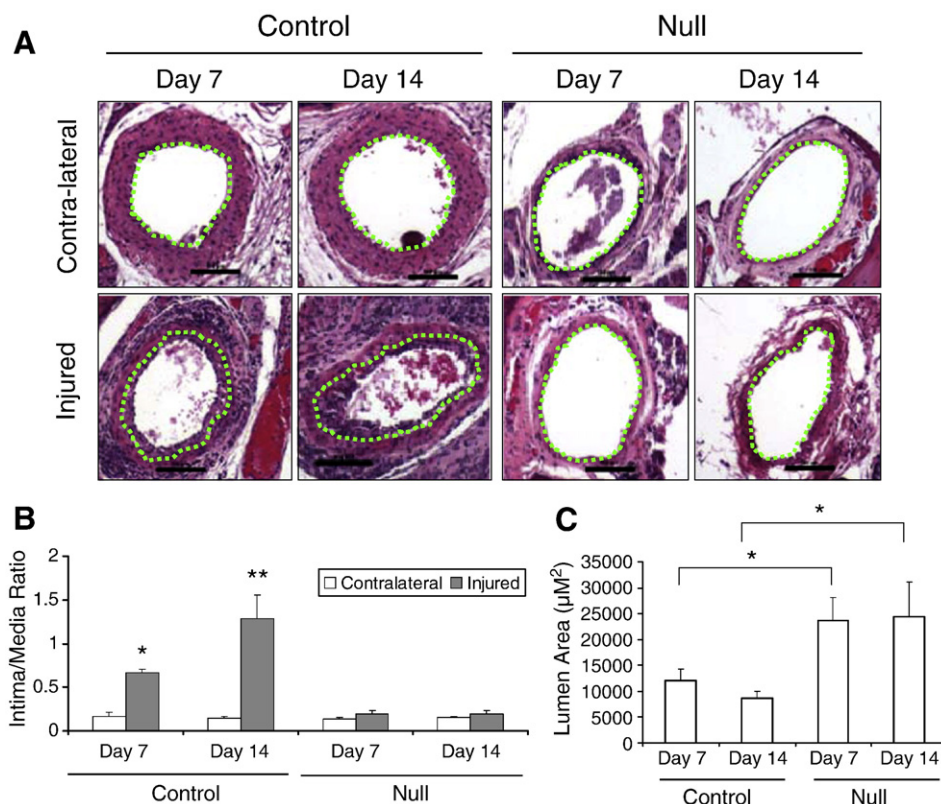 A
Control
Null
Day 7
Day 14
Day 7
Day 14
Contra-lateral
Injured
B
Intima/Media Ratio
2
1.5
1
0.5
0
*
**
Contralateral
Injured
Day 7
Day 14
Day 7
Day 14
Control
Null
C
Lumen Area (µM²)
35000
30000
25000
20000
15000
10000
5000
0
*
*
Day 7
Day 14
Day 7
Day 14
Control
Null